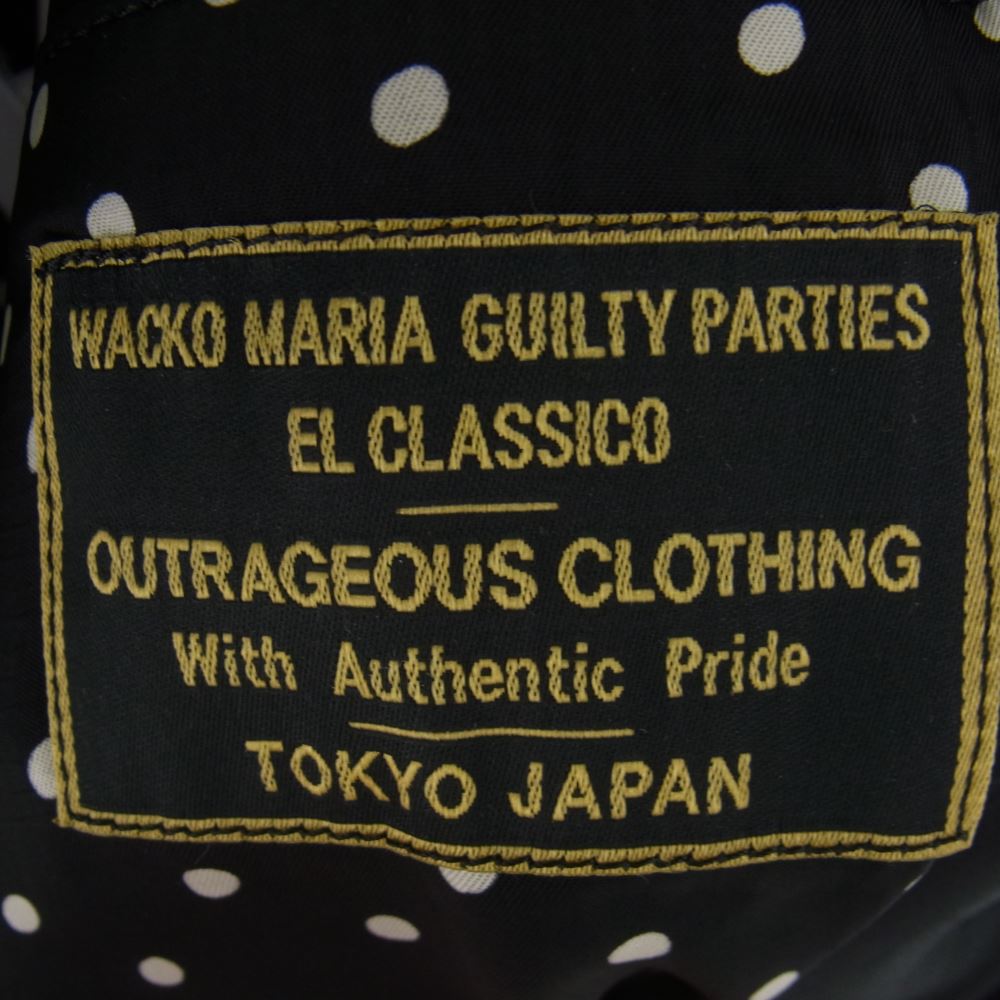 WACKO MARIA GUILTY PARTIES
EL CLASSICO
OUTRAGEOUS CLOTHING
With Authentic Pride
TOKYO JAPAN